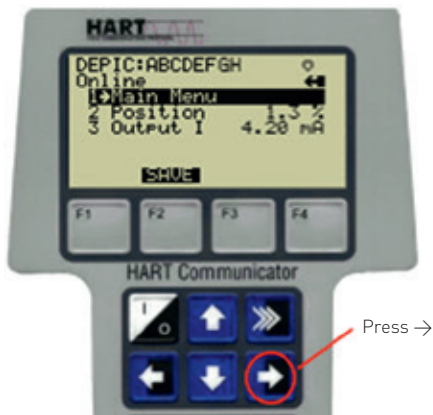 HART
DEPIC:ABCDEFGH
Online
1→Main Menu
2 Position 1.3 %
3 Output I 4.20 mA
SAVE
F1 F2 F3 F4
HART Communicator
I
O
Press →